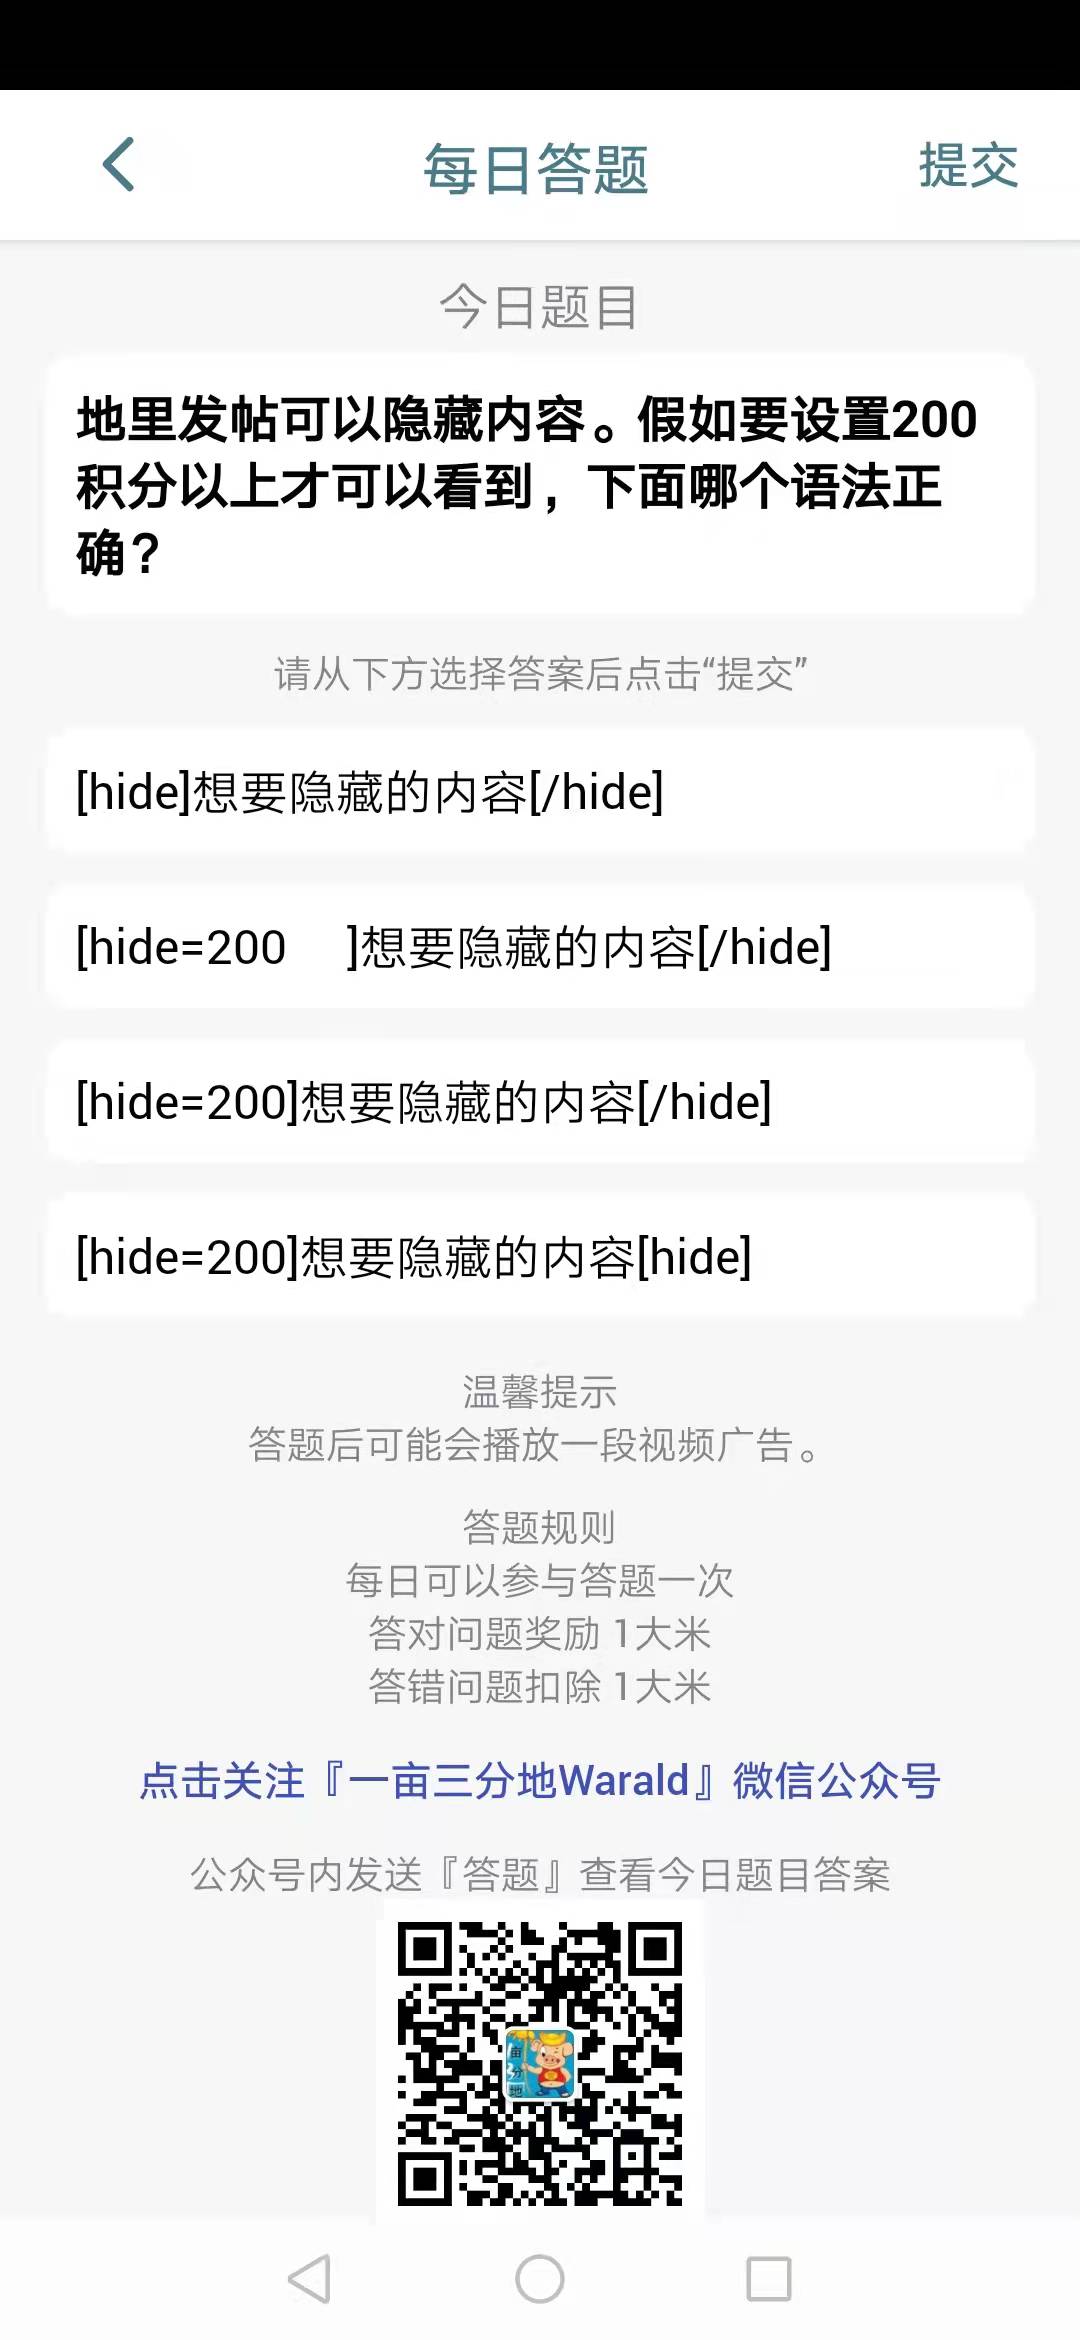 每日答题
提交
今日题目
地里发帖可以隐藏内容。假如要设置200
积分以上才可以看到，下面哪个语法正
确？
请从下方选择答案后点击“提交”
[hide]想要隐藏的内容[/hide]
[hide=200    ]想要隐藏的内容[/hide]
[hide=200]想要隐藏的内容[/hide]
[hide=200]想要隐藏的内容[hide]
温馨提示
答题后可能会播放一段视频广告。
答题规则
每日可以参与答题一次
答对问题奖励 1大米
答错问题扣除 1大米
点击关注『一亩三分地Warald』微信公众号
公众号内发送『答题』查看今日题目答案